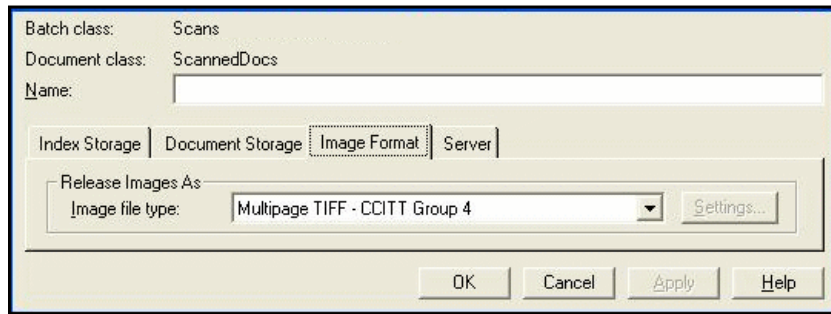 Batch class: Scans
Document class: ScannedDocs
Name:
Index Storage Document Storage Image Format Server
Release Images As
Image file type: Multipage TIFF - CCITT Group 4 Settings...
OK Cancel Apply Help